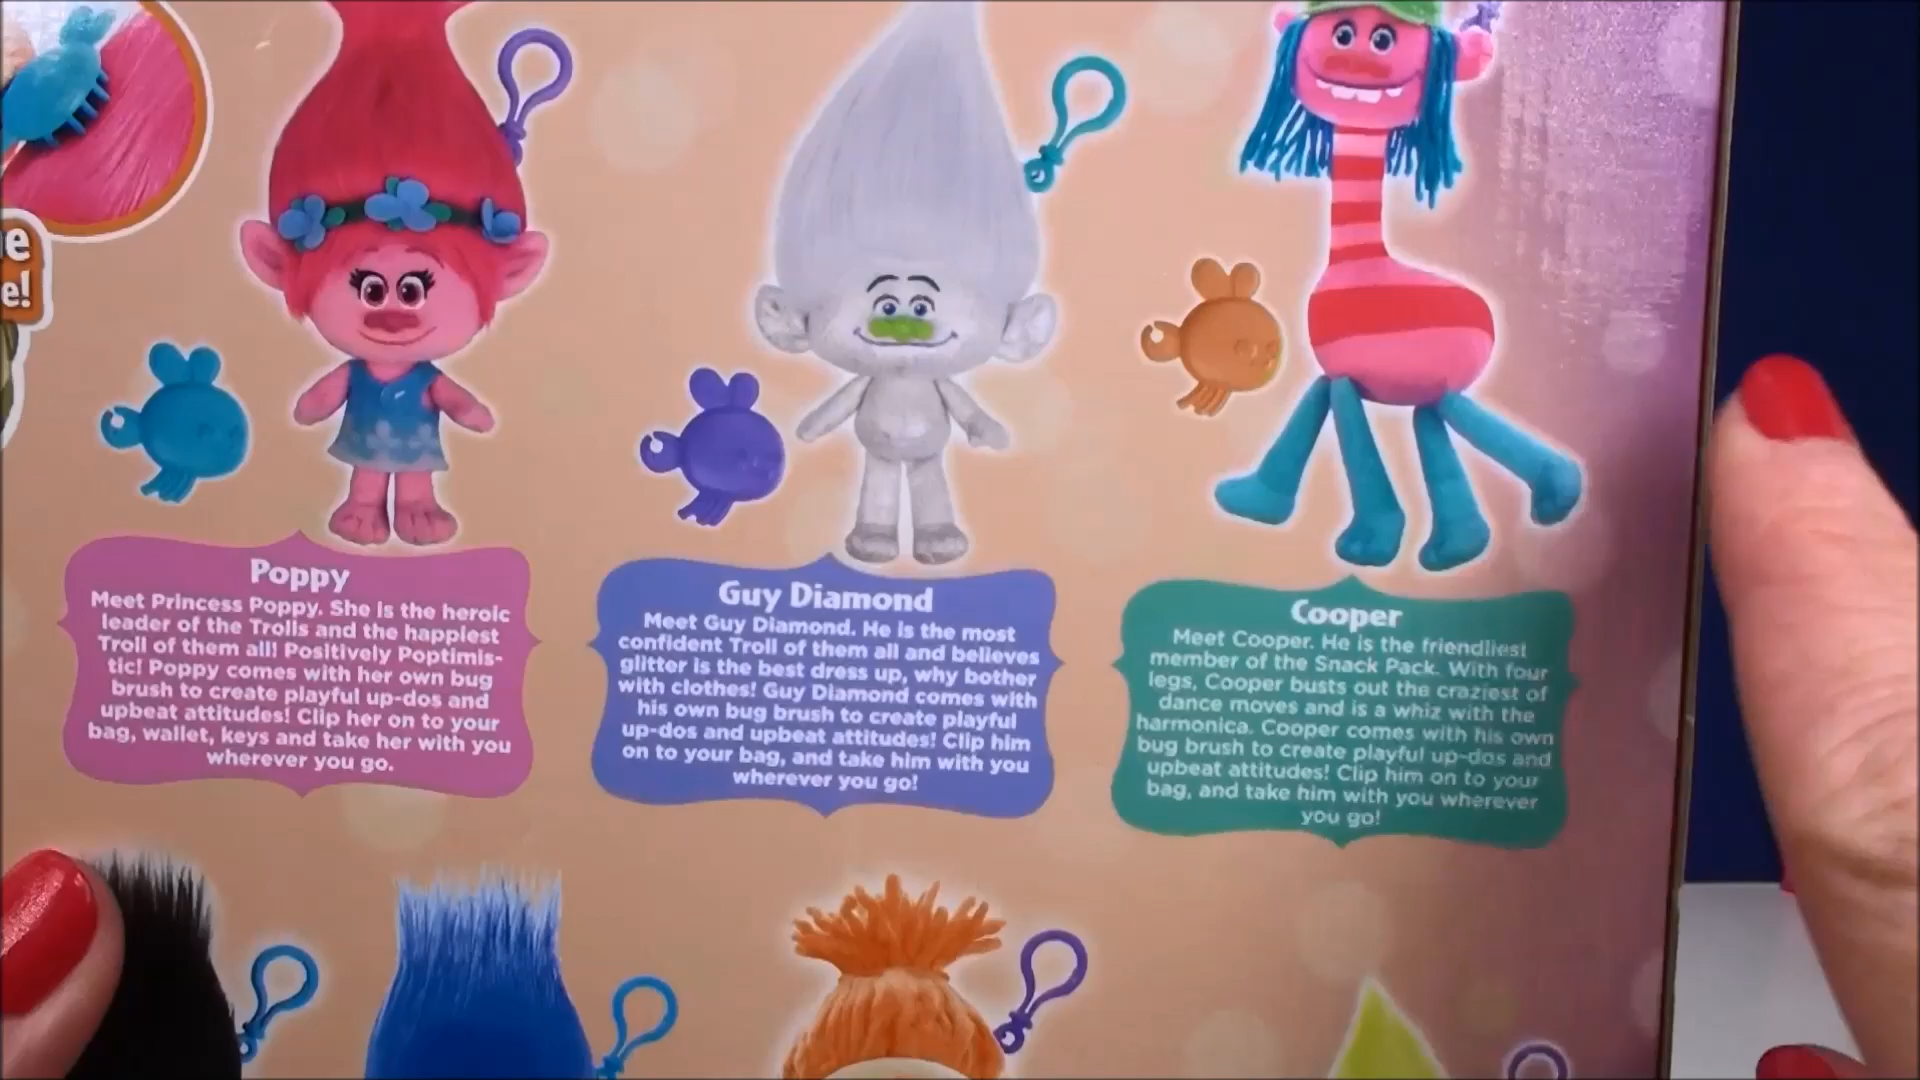 e
e!
Poppy
Meet Princess Poppy. She is the heroic
leader of the Trolls and the happiest
Troll of them all! Positively Poptimis-
tic! Poppy comes with her own bug
brush to create playful up-dos and
upbeat attitudes! Clip her on to your
bag, wallet, keys and take her with you
wherever you go.
Guy Diamond
Meet Guy Diamond. He is the most
confident Troll of them all and believes
glitter is the best dress up, why bother
with clothes! Guy Diamond comes with
his own bug brush to create playful
up-dos and upbeat attitudes! Clip him
on to your bag, and take him with you
wherever you go!
Cooper
Meet Cooper. He is the friendliest
member of the Snack Pack. With four
legs, Cooper busts out the craziest of
dance moves and is a whiz with the
harmonica. Cooper comes with his own
bug brush to create playful up-dos and
upbeat attitudes! Clip him on to your
bag, and take him with you wherever
you go!